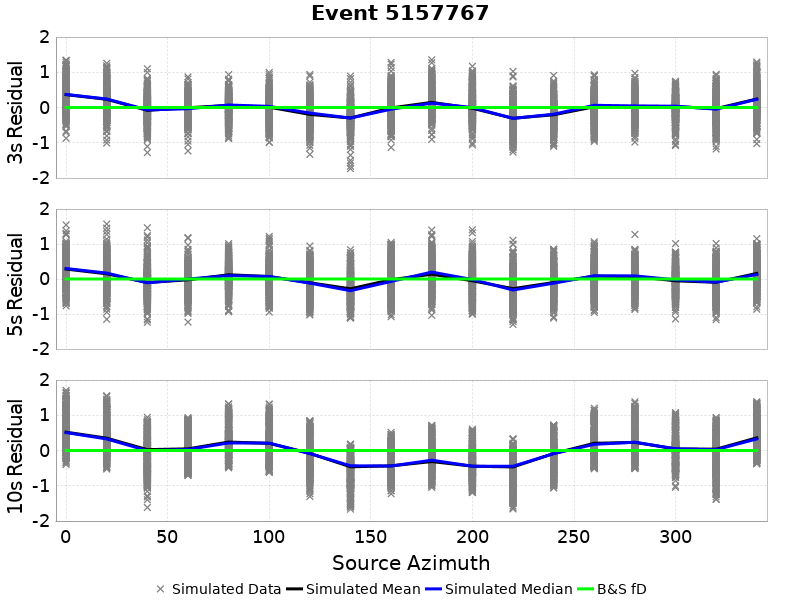 Event 5157767
3s Residual
2
1
0
-1
-2
5s Residual
2
1
0
-1
-2
10s Residual
2
1
0
-1
-2
0 50 100 150 200 250 300
Source Azimuth
Simulated Data Simulated Mean Simulated Median B&S fD